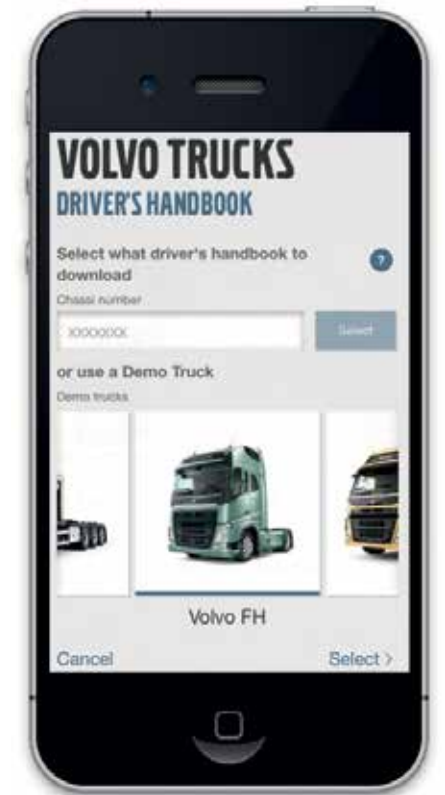 VOLVO TRUCKS
DRIVER'S HANDBOOK
Select what driver's handbook to
download
?
Chassi number
xxxxxxx
Select
or use a Demo Truck
Demo trucks
Volvo FH
Cancel
Select >